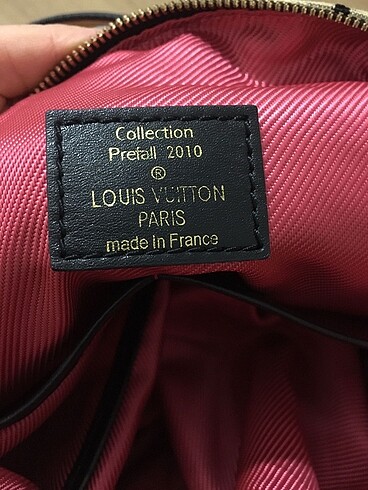 Collection
Prefall 2010
®
LOUIS VUITTON
PARIS
made in France